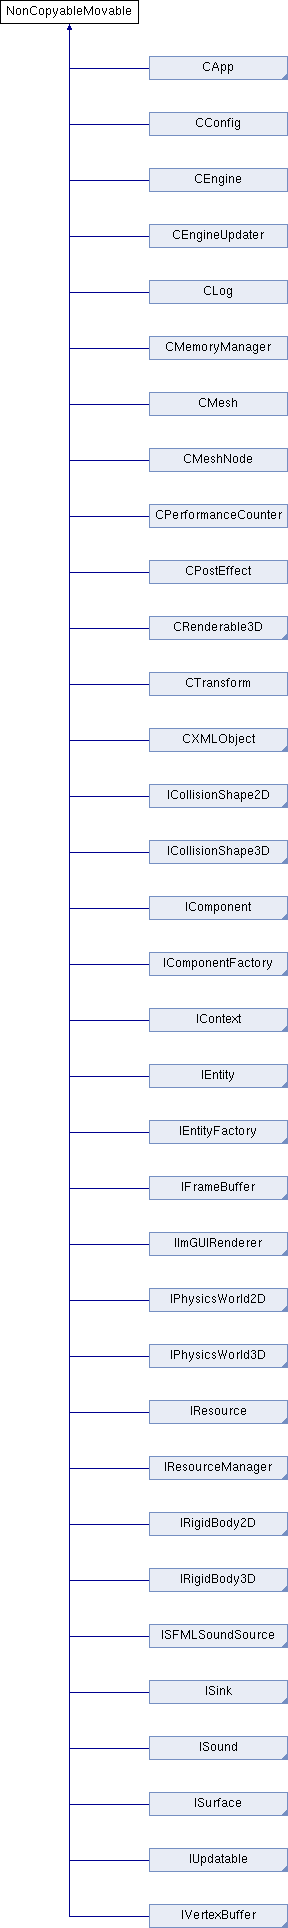 NonCopyableMovable
CApp
CConfig
CEngine
CEngineUpdater
CLog
CMemoryManager
CMesh
CMeshNode
CPerformanceCounter
CPostEffect
CRenderable3D
CTransform
CXMLObject
ICollisionShape2D
ICollisionShape3D
IComponent
IComponentFactory
IContext
IEntity
IEntityFactory
IFrameBuffer
IImGUIRenderer
IPhysicsWorld2D
IPhysicsWorld3D
IResource
IResourceManager
IRigidBody2D
IRigidBody3D
ISFMLSoundSource
ISink
ISound
ISurface
IUpdatable
IVertexBuffer